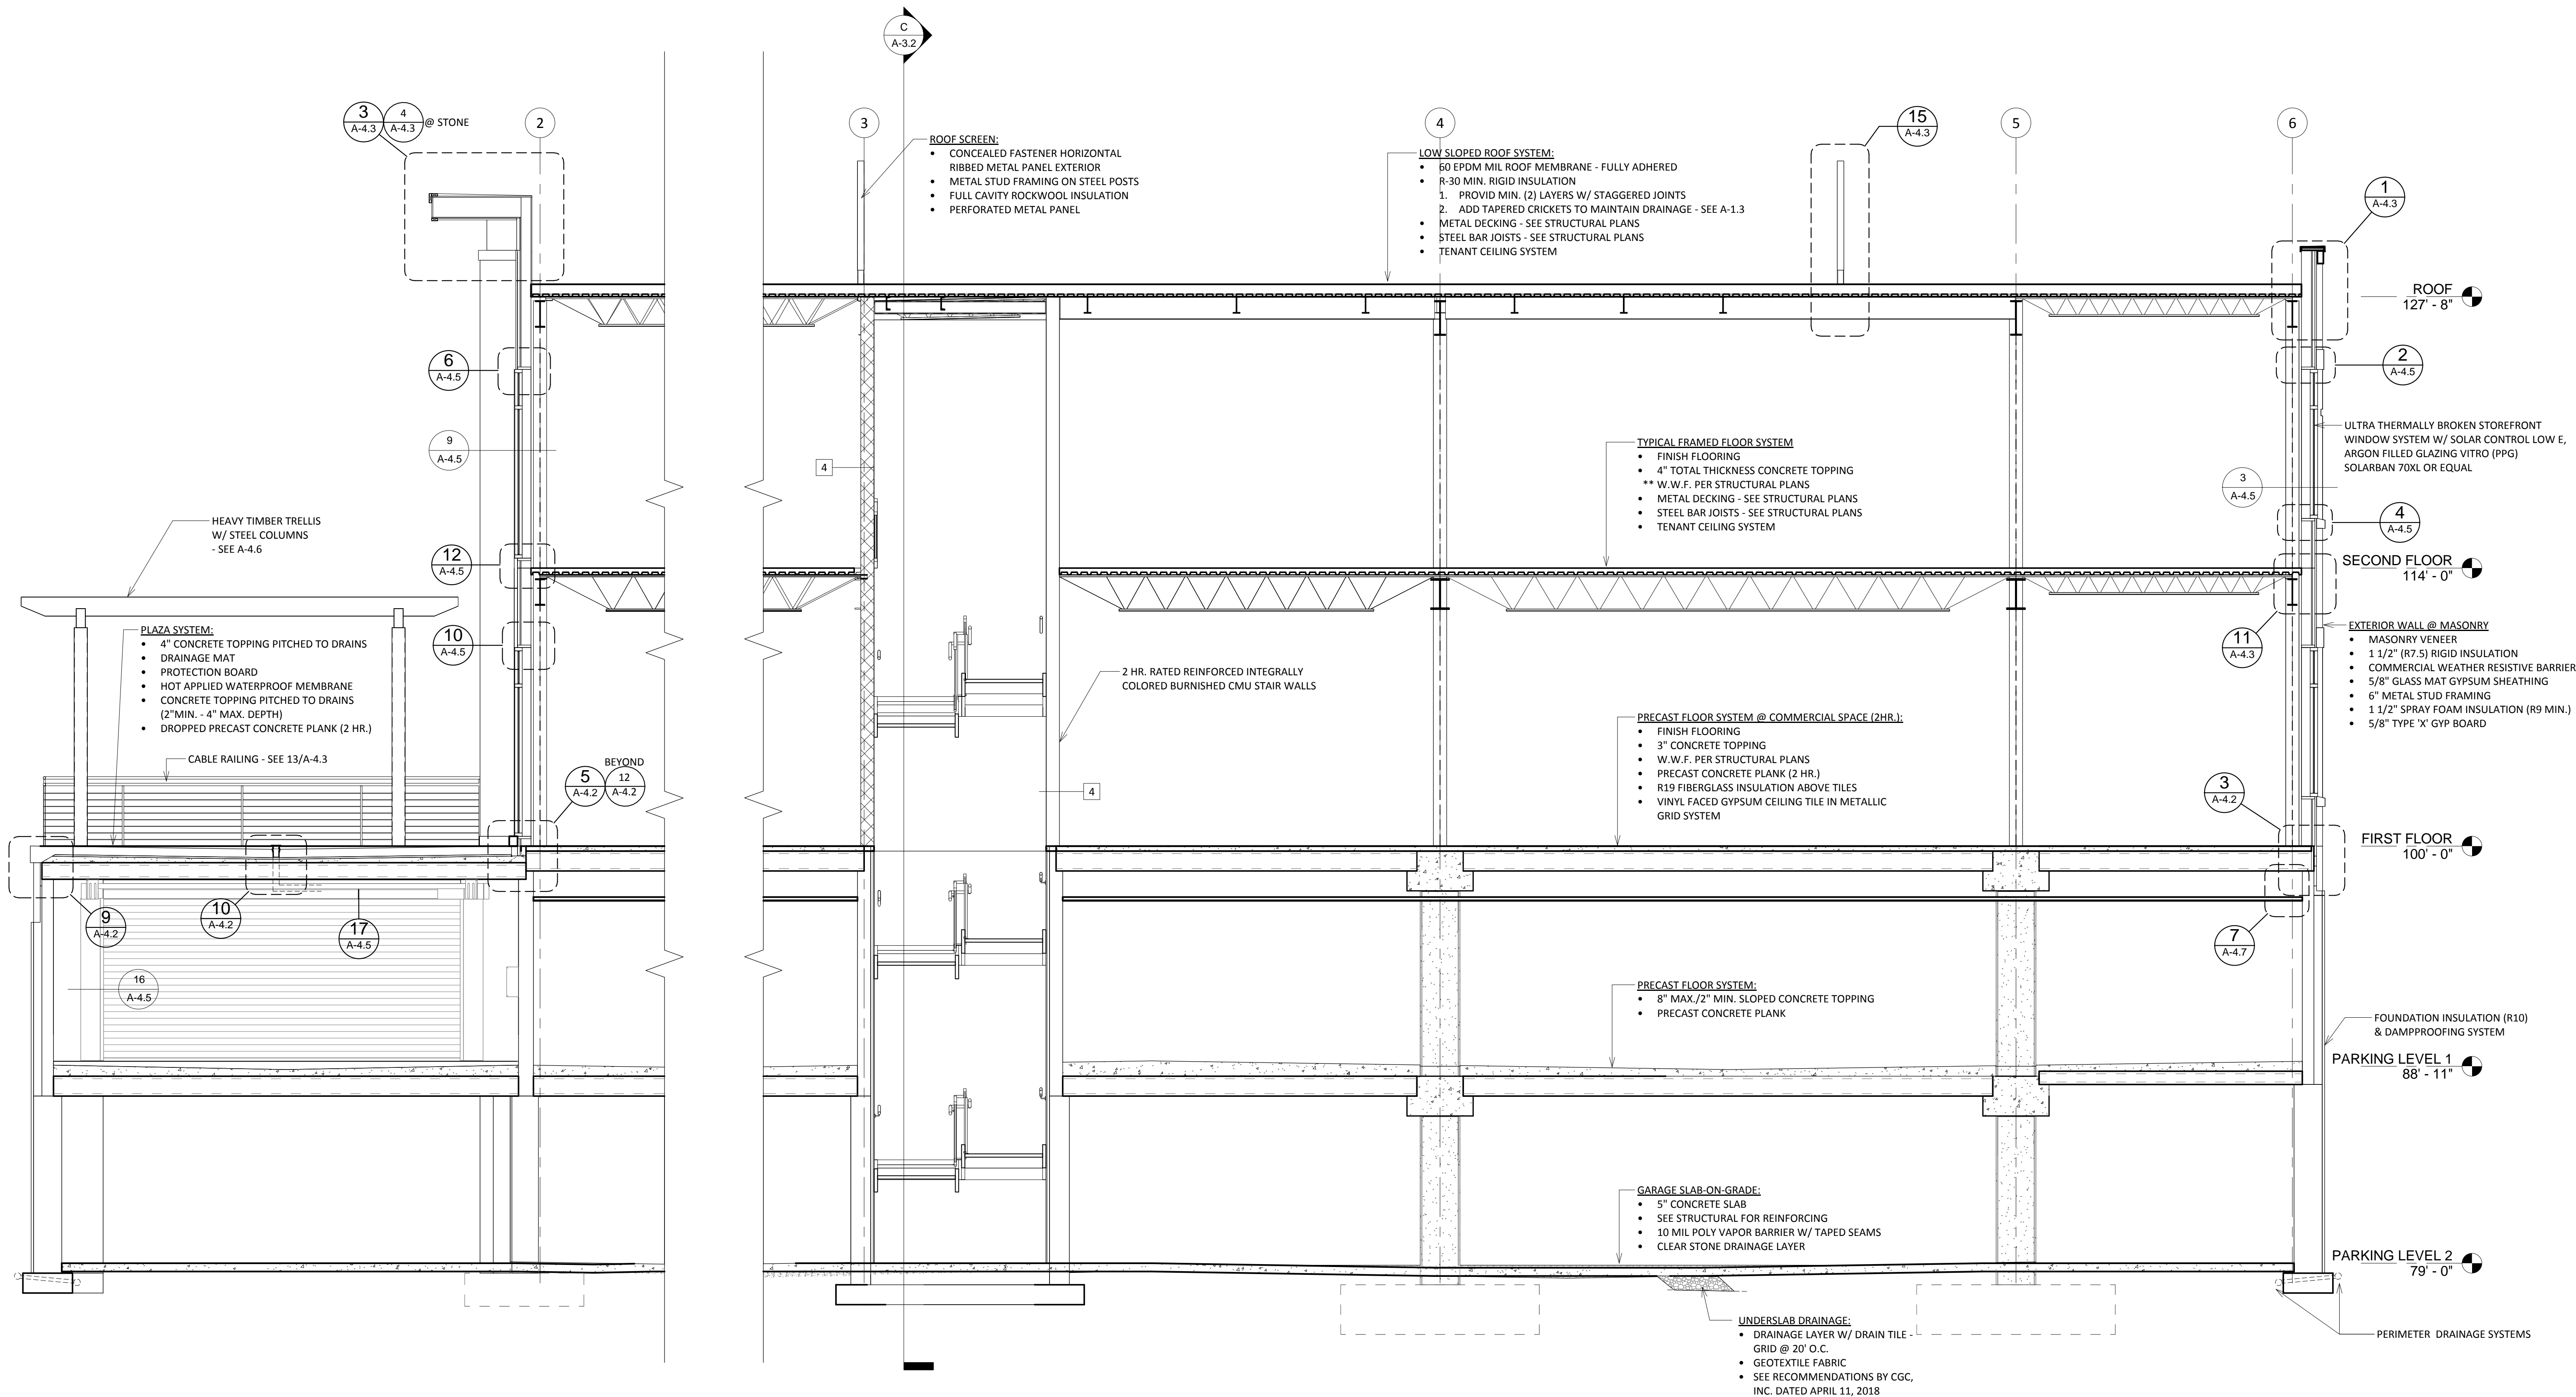 C
A-3.2
3
A-4.3
4
A-4.3
@ STONE
2
3
4
5
6
15
A-4.3
1
A-4.3
ROOF SCREEN:
• CONCEALED FASTENER HORIZONTAL
RIBBED METAL PANEL EXTERIOR
• METAL STUD FRAMING ON STEEL POSTS
• FULL CAVITY ROCKWOOL INSULATION
• PERFORATED METAL PANEL
LOW SLOPED ROOF SYSTEM:
• 60 EPDM MIL ROOF MEMBRANE - FULLY ADHERED
• R-30 MIN. RIGID INSULATION
1. PROVID MIN. (2) LAYERS W/ STAGGERED JOINTS
2. ADD TAPERED CRICKETS TO MAINTAIN DRAINAGE - SEE A-1.3
• METAL DECKING - SEE STRUCTURAL PLANS
• STEEL BAR JOISTS - SEE STRUCTURAL PLANS
• TENANT CEILING SYSTEM
ROOF
127' - 8"
6
A-4.5
2
A-4.5
9
A-4.5
4
TYPICAL FRAMED FLOOR SYSTEM
• FINISH FLOORING
• 4" TOTAL THICKNESS CONCRETE TOPPING
** W.W.F. PER STRUCTURAL PLANS
• METAL DECKING - SEE STRUCTURAL PLANS
• STEEL BAR JOISTS - SEE STRUCTURAL PLANS
• TENANT CEILING SYSTEM
ULTRA THERMALLY BROKEN STOREFRONT
WINDOW SYSTEM W/ SOLAR CONTROL LOW E,
ARGON FILLED GLAZING VITRO (PPG)
SOLARBAN 70XL OR EQUAL
3
A-4.5
4
A-4.5
HEAVY TIMBER TRELLIS
W/ STEEL COLUMNS
- SEE A-4.6
12
A-4.5
SECOND FLOOR
114' - 0"
PLAZA SYSTEM:
• 4" CONCRETE TOPPING PITCHED TO DRAINS
• DRAINAGE MAT
• PROTECTION BOARD
• HOT APPLIED WATERPROOF MEMBRANE
• CONCRETE TOPPING PITCHED TO DRAINS
(2"MIN. - 4" MAX. DEPTH)
• DROPPED PRECAST CONCRETE PLANK (2 HR.)
10
A-4.5
11
A-4.3
EXTERIOR WALL @ MASONRY
• MASONRY VENEER
• 1 1/2" (R7.5) RIGID INSULATION
• COMMERCIAL WEATHER RESISTIVE BARRIER
• 5/8" GLASS MAT GYPSUM SHEATHING
• 6" METAL STUD FRAMING
• 1 1/2" SPRAY FOAM INSULATION (R9 MIN.)
• 5/8" TYPE 'X' GYP BOARD
2 HR. RATED REINFORCED INTEGRALLY
COLORED BURNISHED CMU STAIR WALLS
PRECAST FLOOR SYSTEM @ COMMERCIAL SPACE (2HR.):
• FINISH FLOORING
• 3" CONCRETE TOPPING
• W.W.F. PER STRUCTURAL PLANS
• PRECAST CONCRETE PLANK (2 HR.)
• R19 FIBERGLASS INSULATION ABOVE TILES
• VINYL FACED GYPSUM CEILING TILE IN METALLIC
GRID SYSTEM
CABLE RAILING - SEE 13/A-4.3
5
A-4.2
BEYOND
12
A-4.2
4
3
A-4.2
FIRST FLOOR
100' - 0"
9
A-4.2
10
A-4.2
17
A-4.5
7
A-4.7
16
A-4.5
PRECAST FLOOR SYSTEM:
• 8" MAX./2" MIN. SLOPED CONCRETE TOPPING
• PRECAST CONCRETE PLANK
FOUNDATION INSULATION (R10)
& DAMPPROOFING SYSTEM
PARKING LEVEL 1
88' - 11"
GARAGE SLAB-ON-GRADE:
• 5" CONCRETE SLAB
• SEE STRUCTURAL FOR REINFORCING
• 10 MIL POLY VAPOR BARRIER W/ TAPED SEAMS
• CLEAR STONE DRAINAGE LAYER
PARKING LEVEL 2
79' - 0"
UNDERSLAB DRAINAGE:
• DRAINAGE LAYER W/ DRAIN TILE -
GRID @ 20' O.C.
• GEOTEXTILE FABRIC
• SEE RECOMMENDATIONS BY CGC,
INC. DATED APRIL 11, 2018
PERIMETER DRAINAGE SYSTEMS